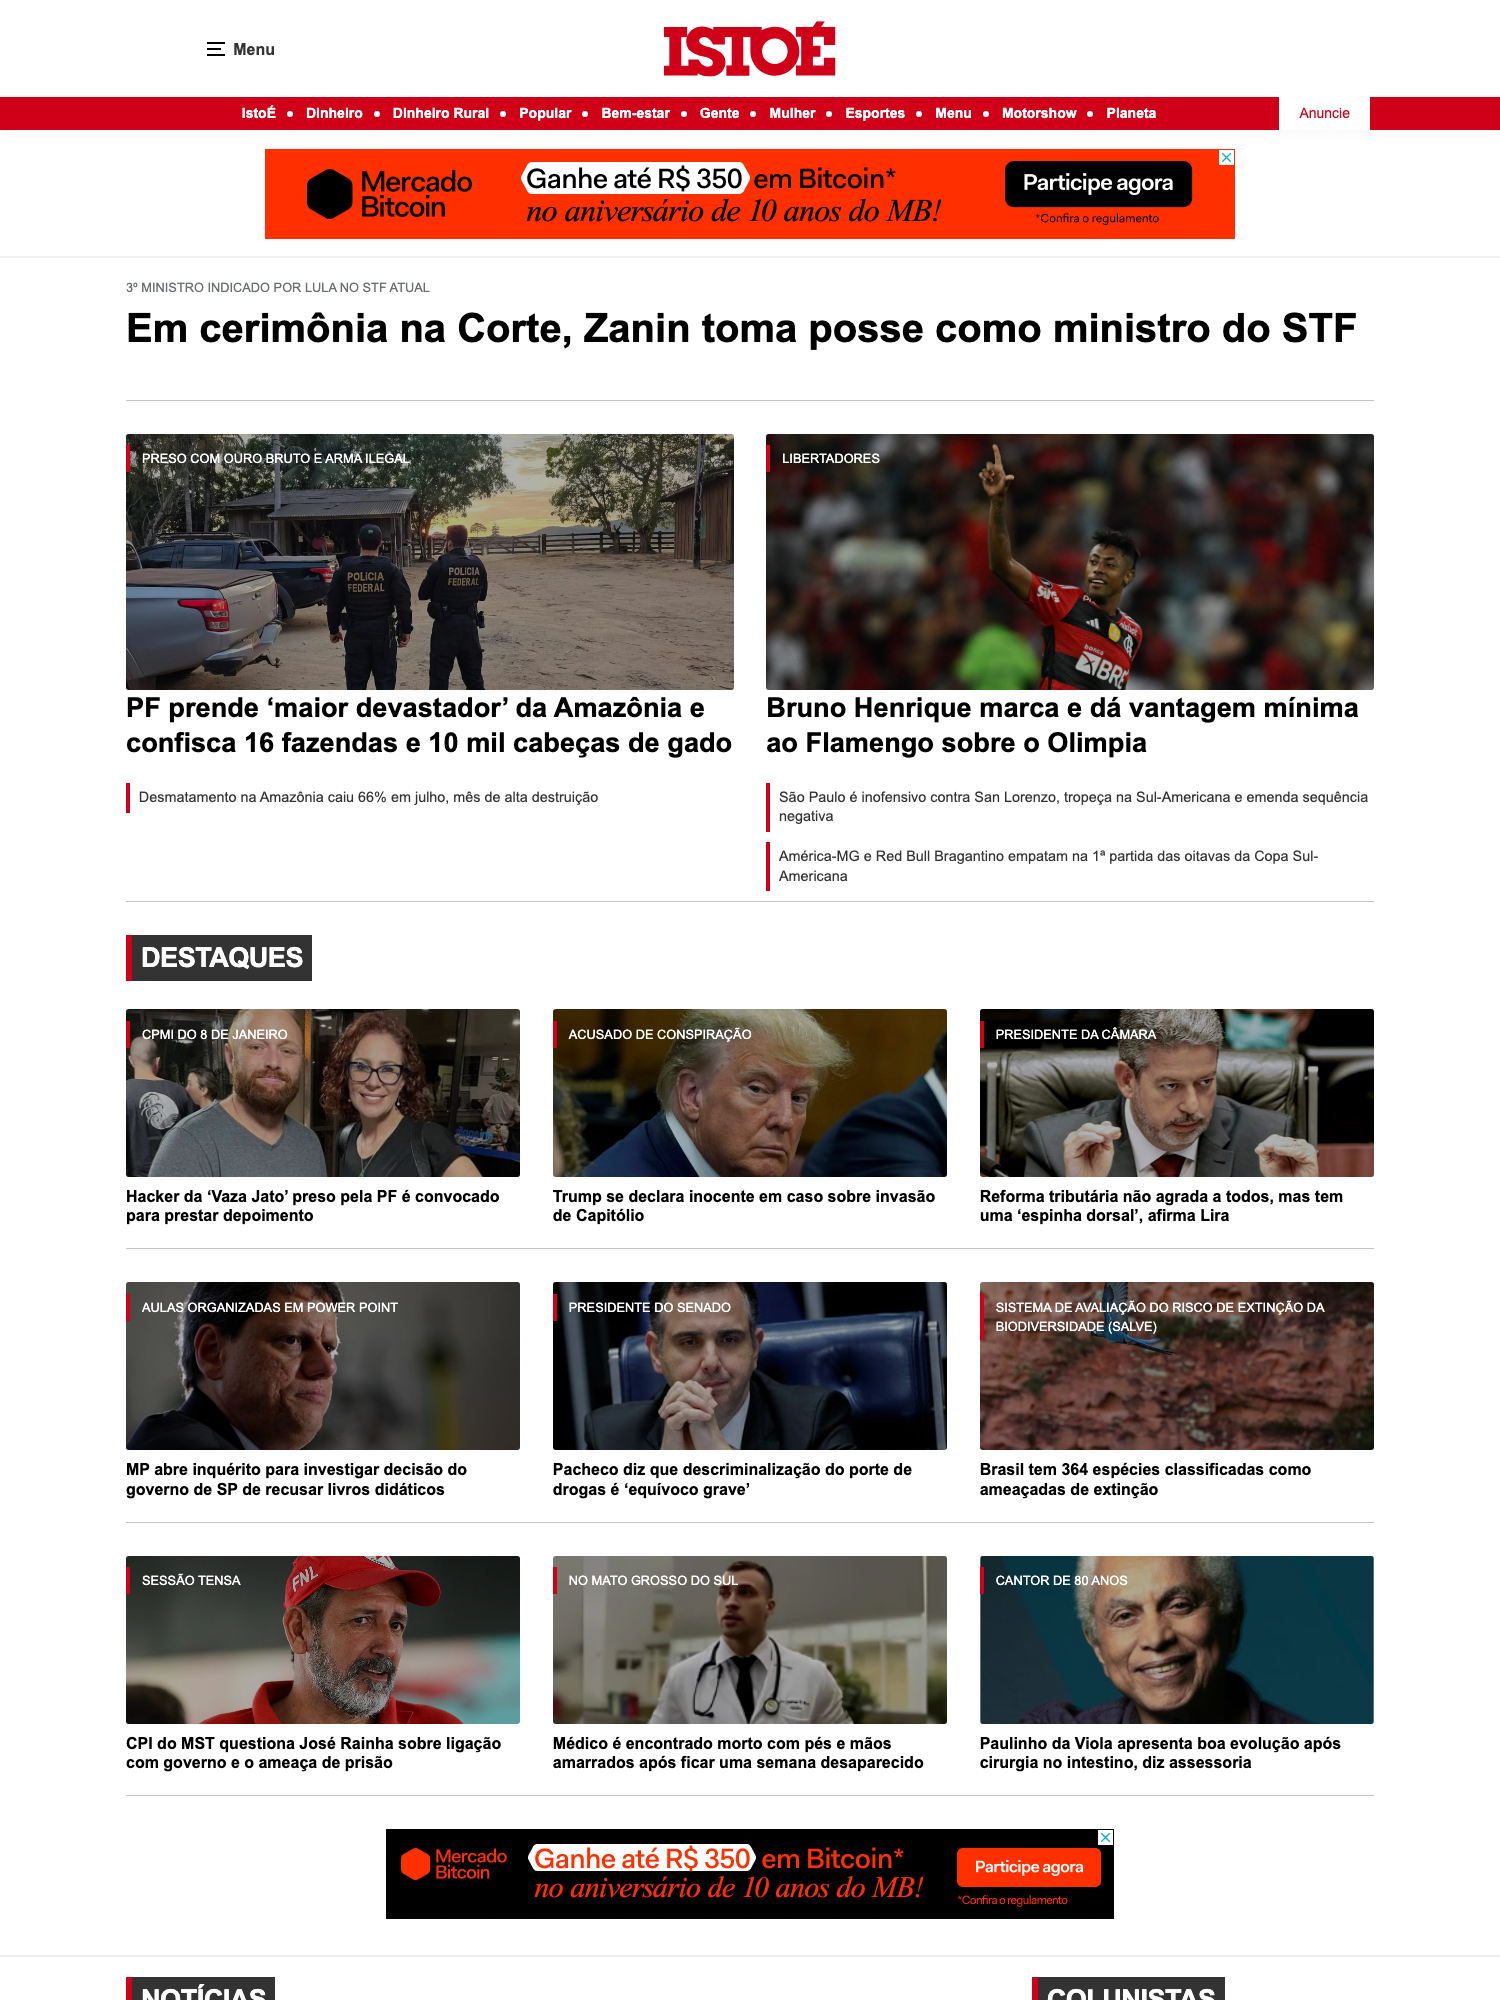 Menu
ISTOÉ
IstoÉ • Dinheiro • Dinheiro Rural • Popular • Bem-estar • Gente • Mulher • Esportes • Menu • Motorshow • Planeta
Anuncie
Mercado
Bitcoin
Ganhe até R$ 350 em Bitcoin*
no aniversário de 10 anos do MB!
Participe agora
*Confira o regulamento
3º MINISTRO INDICADO POR LULA NO STF ATUAL
Em cerimônia na Corte, Zanin toma posse como ministro do STF
PRESO COM OURO BRUTO E ARMA ILEGAL
POLICIA
FEDERAL
POLICIA
FEDERAL
PF prende ‘maior devastador’ da Amazônia e
confisca 16 fazendas e 10 mil cabeças de gado
Desmatamento na Amazônia caiu 66% em julho, mês de alta destruição
LIBERTADORES
banco
BRB
Bruno Henrique marca e dá vantagem mínima
ao Flamengo sobre o Olimpia
São Paulo é inofensivo contra San Lorenzo, tropeça na Sul-Americana e emenda sequência
negativa
América-MG e Red Bull Bragantino empatam na 1ª partida das oitavas da Copa Sul-
Americana
DESTAQUES
CPMI DO 8 DE JANEIRO
Hacker da ‘Vaza Jato’ preso pela PF é convocado
para prestar depoimento
ACUSADO DE CONSPIRAÇÃO
Trump se declara inocente em caso sobre invasão
de Capitólio
PRESIDENTE DA CÂMARA
Reforma tributária não agrada a todos, mas tem
uma ‘espinha dorsal’, afirma Lira
AULAS ORGANIZADAS EM POWER POINT
MP abre inquérito para investigar decisão do
governo de SP de recusar livros didáticos
PRESIDENTE DO SENADO
Pacheco diz que descriminalização do porte de
drogas é ‘equívoco grave’
SISTEMA DE AVALIAÇÃO DO RISCO DE EXTINÇÃO DA
BIODIVERSIDADE (SALVE)
Brasil tem 364 espécies classificadas como
ameaçadas de extinção
SESSÃO TENSA
FNL
CPI do MST questiona José Rainha sobre ligação
com governo e o ameaça de prisão
NO MATO GROSSO DO SUL
Médico é encontrado morto com pés e mãos
amarrados após ficar uma semana desaparecido
CANTOR DE 80 ANOS
Paulinho da Viola apresenta boa evolução após
cirurgia no intestino, diz assessoria
Mercado
Bitcoin
Ganhe até R$ 350 em Bitcoin*
no aniversário de 10 anos do MB!
Participe agora
*Confira o regulamento
NOTÍCIAS
COLUNISTAS